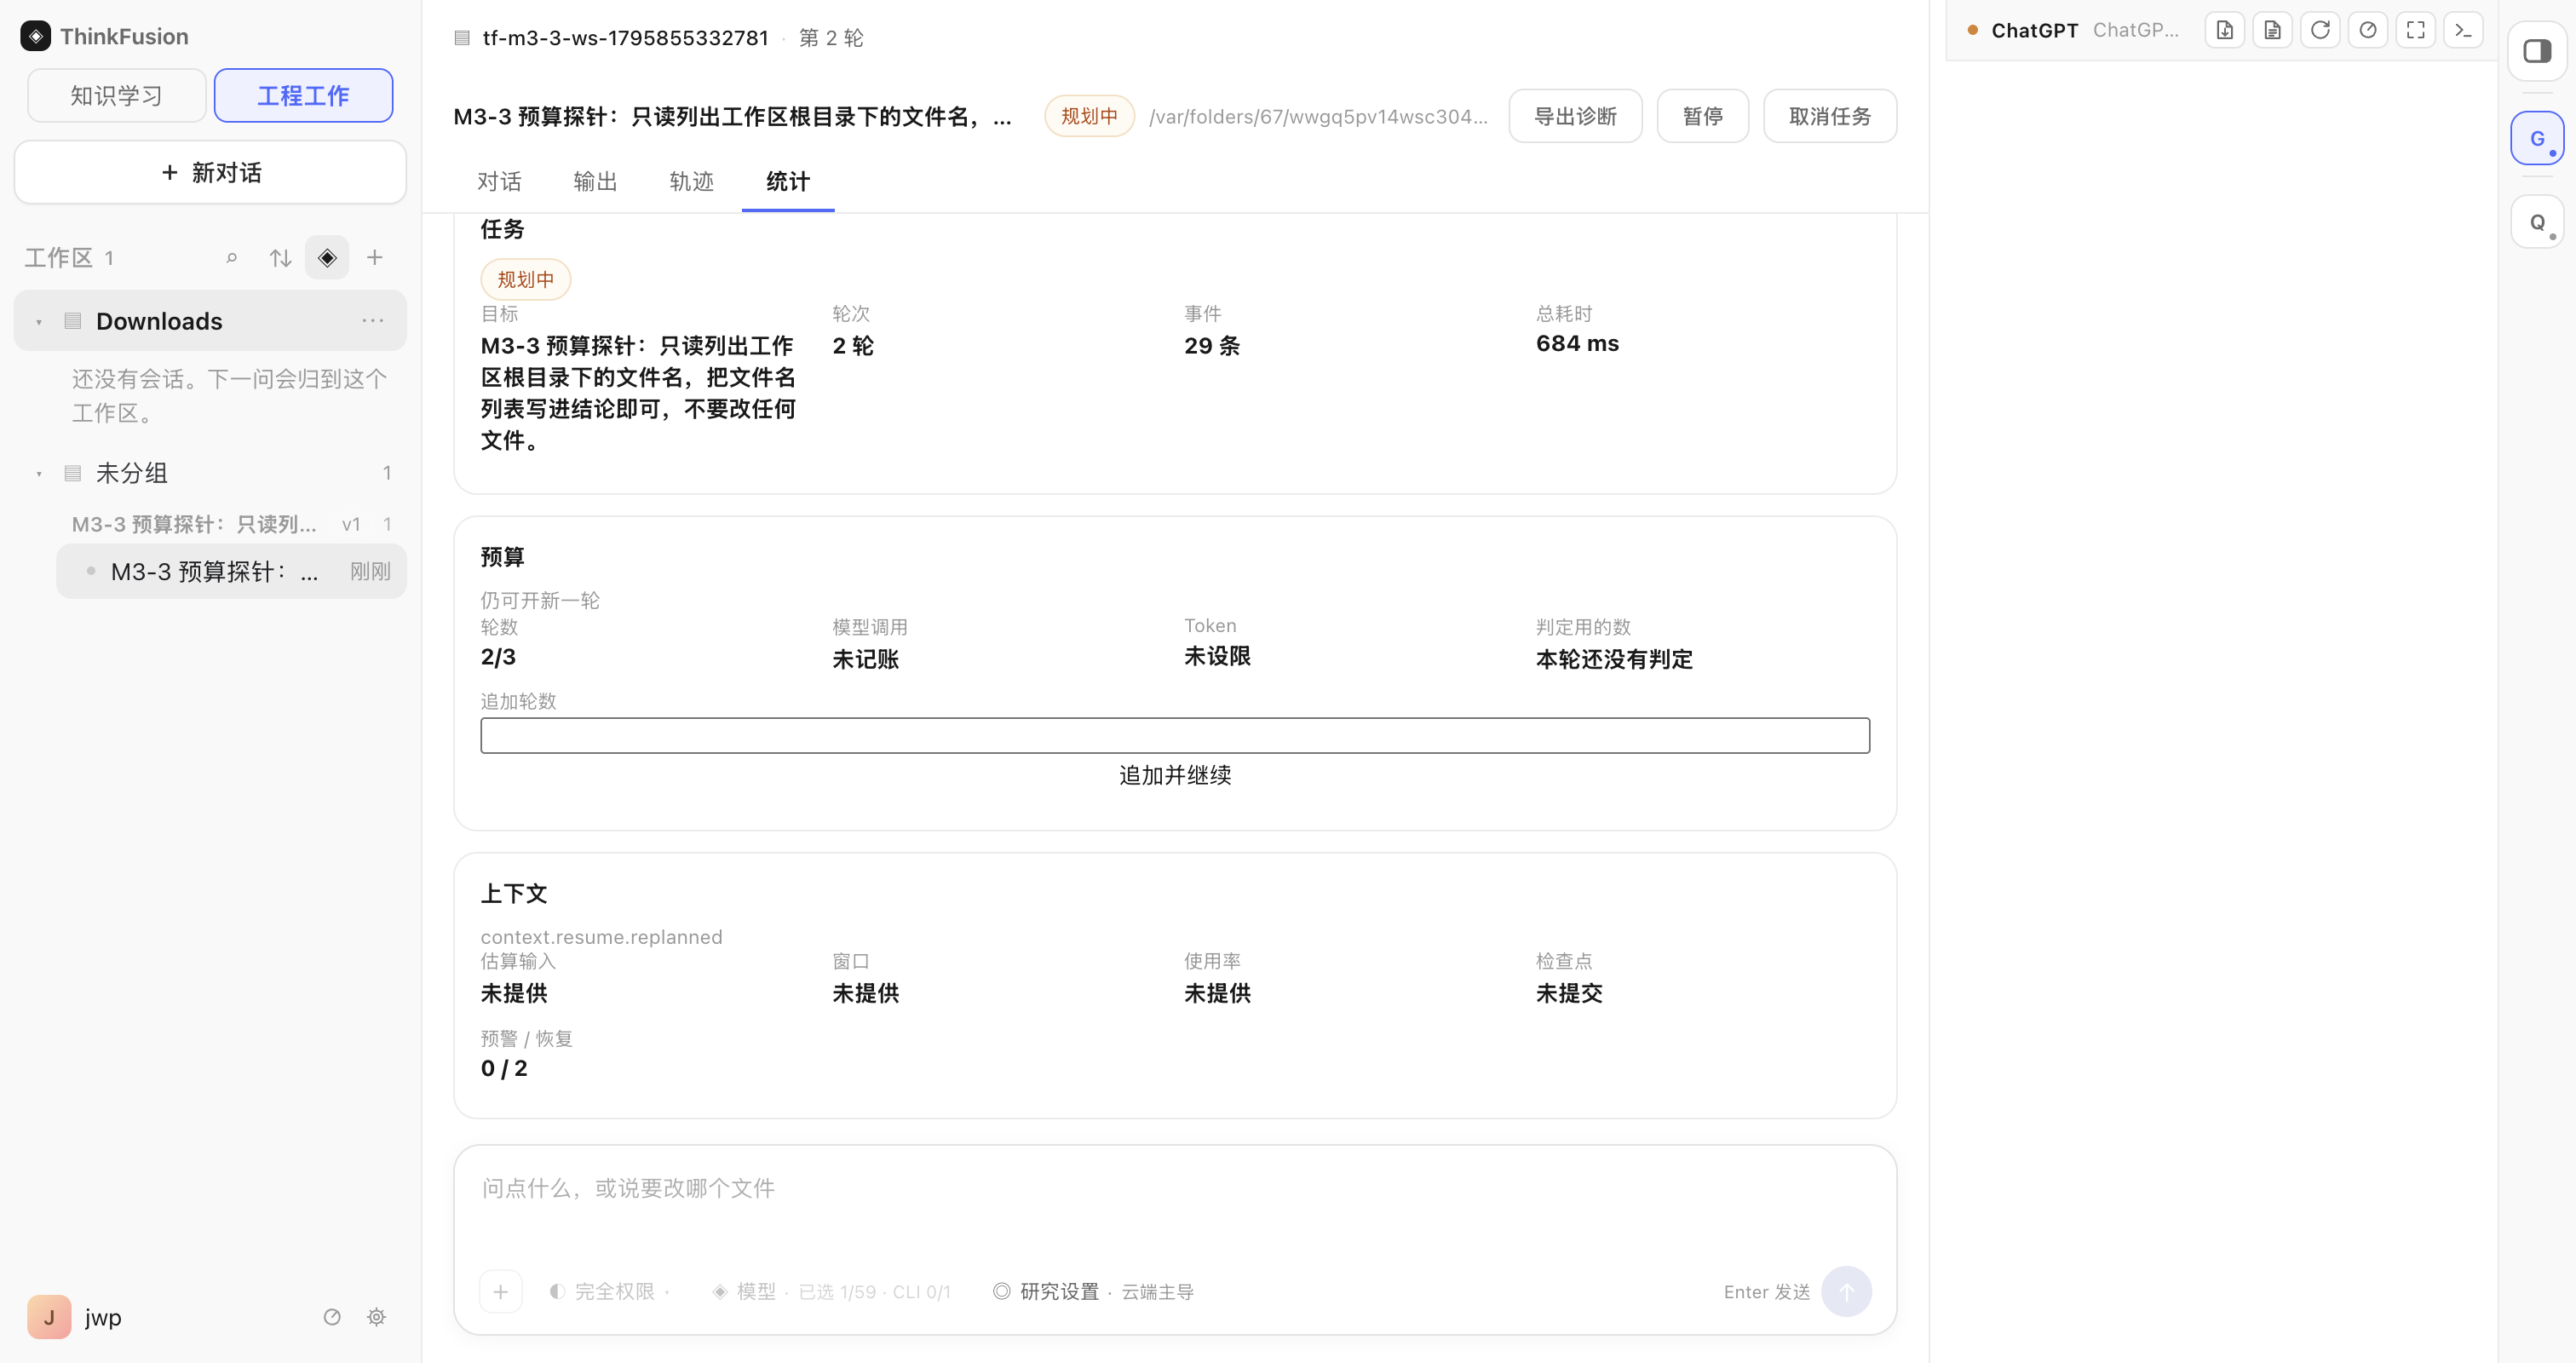 ThinkFusion
知识学习
工程工作
+ 新对话
工作区 1
Downloads
还没有会话。下一问会归到这个
工作区。
未分组 1
M3-3 预算探针：只读列... v1 1
M3-3 预算探针：... 刚刚
J jwp
tf-m3-3-ws-1795855332781 · 第 2 轮
M3-3 预算探针：只读列出工作区根目录下的文件名，... 规划中 /var/folders/67/wwgq5pv14wsc304... 导出诊断 暂停 取消任务
对话 输出 轨迹 统计
任务
规划中
目标 轮次 事件 总耗时
M3-3 预算探针：只读列出工作 2 轮 29 条 684 ms
区根目录下的文件名，把文件名
列表写进结论即可，不要改任何
文件。
预算
仍可开新一轮
轮数 模型调用 Token 判定用的数
2/3 未记账 未设限 本轮还没有判定
追加轮数
追加并继续
上下文
context.resume.replanned
估算输入 窗口 使用率 检查点
未提供 未提供 未提供 未提交
预警 / 恢复
0 / 2
问点什么，或说要改哪个文件
+ 完全权限 · 模型 · 已选 1/59 · CLI 0/1 研究设置 · 云端主导 Enter 发送
ChatGPT ChatGP...
G
Q